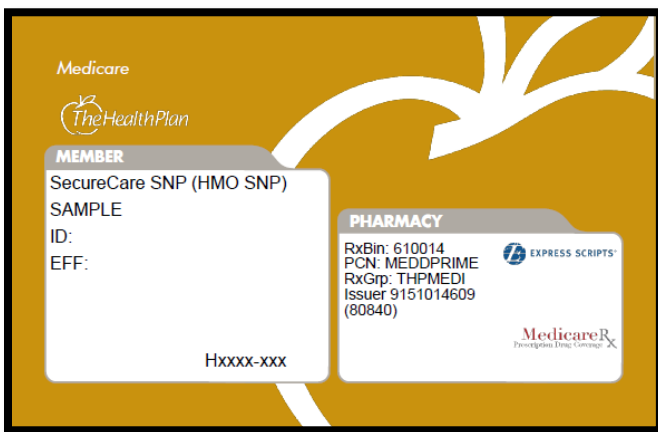 Medicare
TheHealthPlan
MEMBER
SecureCare SNP (HMO SNP)
SAMPLE
ID:
EFF:
Hxxxx-xxx
PHARMACY
RxBin: 610014
PCN: MEDDPRIME
RxGrp: THPMEDI
Issuer 9151014609
(80840)
EXPRESS SCRIPTS®
MedicareRx
Prescription Drug Coverage